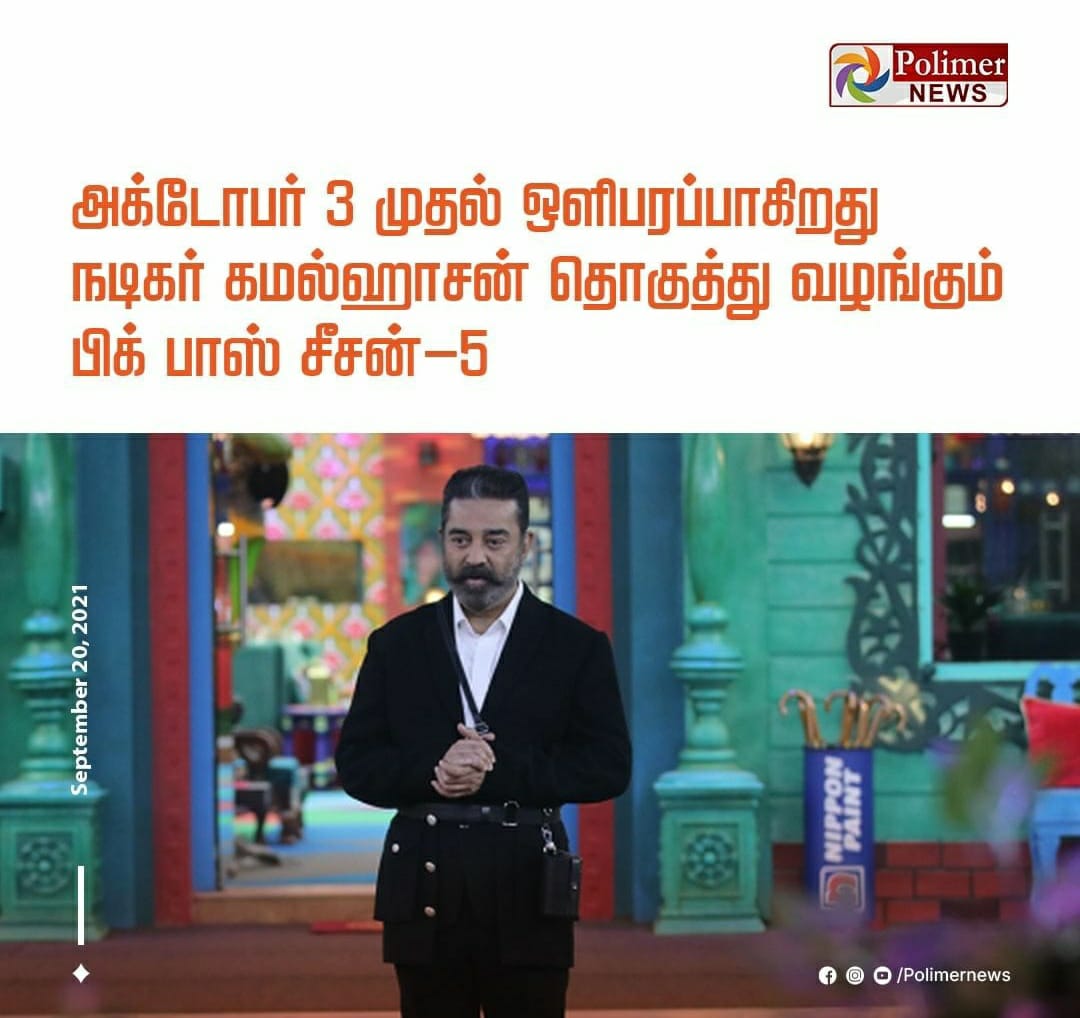 Polimer
NEWS
அக்டோபர் 3 முதல் ஒளிபரப்பாகிறது
நடிகர் கமல்ஹாசன் தொகுத்து வழங்கும்
பிக் பாஸ் சீசன்-5
September 20, 2021
NIPPON
PAINT
/Polimernews